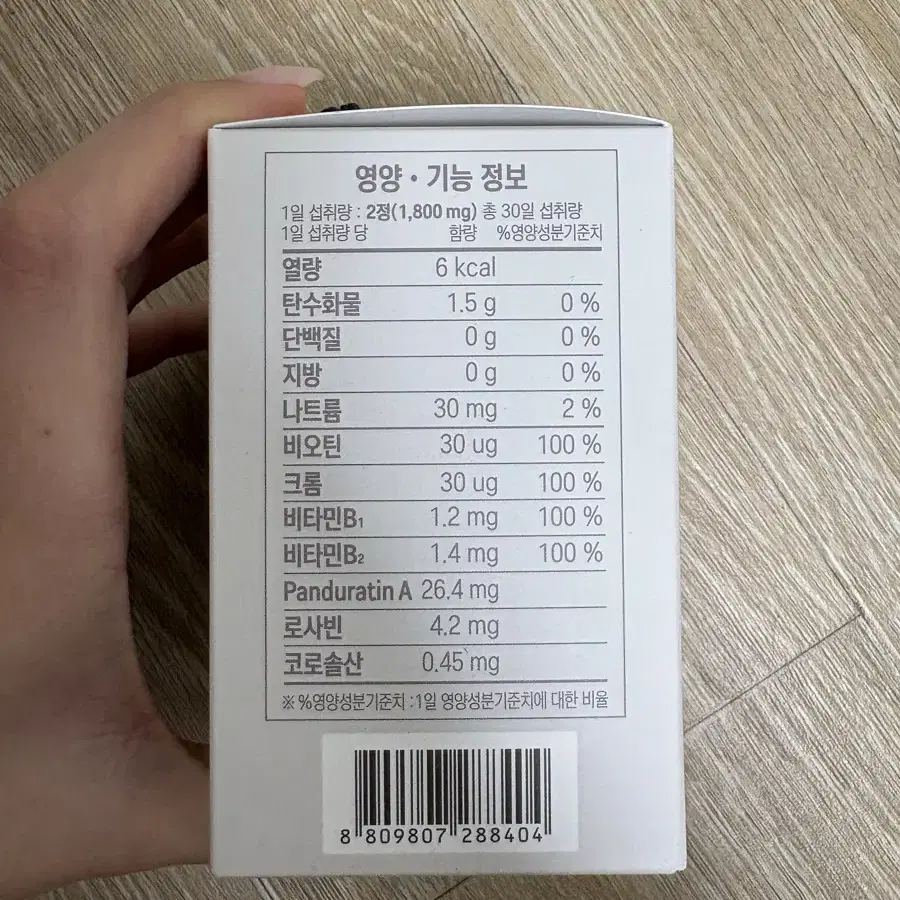 영양·기능 정보
1일 섭취량 : 2정(1,800 mg) 총 30일 섭취량
1일 섭취량 당 함량 %영양성분기준치
열량 6 kcal
탄수화물 1.5 g 0 %
단백질 0 g 0 %
지방 0 g 0 %
나트륨 30 mg 2 %
비오틴 30 ug 100 %
크롬 30 ug 100 %
비타민B₁ 1.2 mg 100 %
비타민B₂ 1.4 mg 100 %
Panduratin A 26.4 mg
로사빈 4.2 mg
코로솔산 0.45 mg
※ %영양성분기준치 : 1일 영양성분기준치에 대한 비율
8 809807 288404